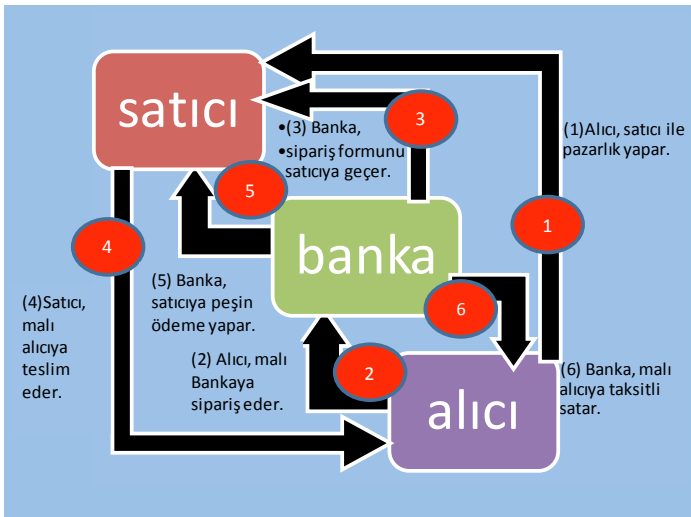 satıcı
•(3) Banka,
•sipariş formunu
satıcıya geçer.
3
(1)Alıcı, satıcı ile
pazarlık yapar.
5
4
banka
1
(5) Banka,
satıcıya peşin
ödeme yapar.
(4)Satıcı,
malı
alıcıya
teslim
eder.
6
(2) Alıcı, malı
Bankaya
sipariş eder.
2
alıcı
(6) Banka, malı
alıcıya taksitli
satar.